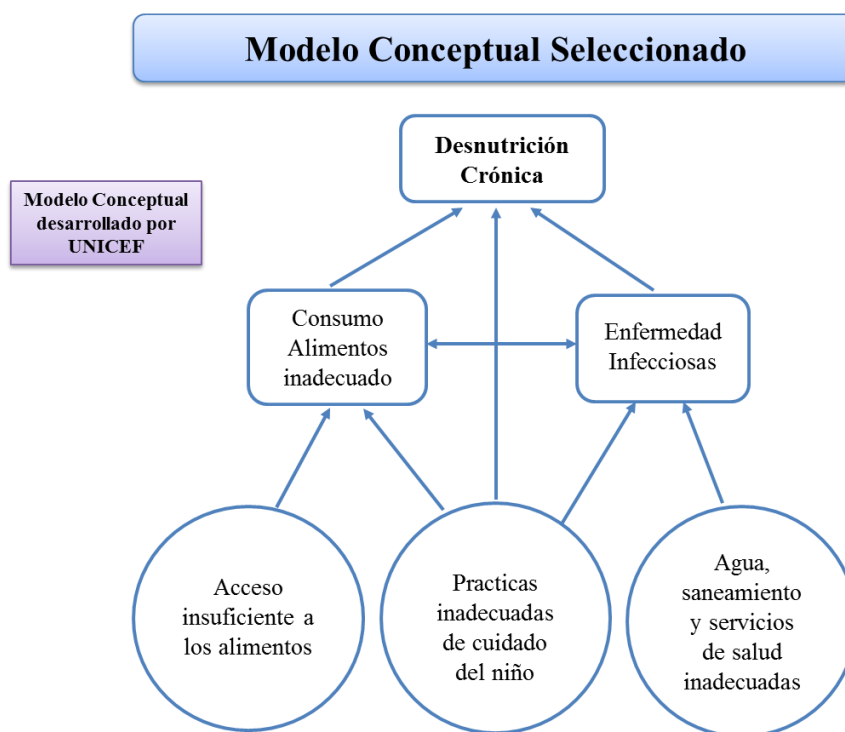 Modelo Conceptual Seleccionado
Desnutrición
Crónica
Modelo Conceptual
desarrollado por
UNICEF
Consumo
Alimentos
inadecuado
Enfermedad
Infecciosas
Acceso
insuficiente a
los alimentos
Practicas
inadecuadas
de cuidado
del niño
Agua,
saneamiento
y servicios
de salud
inadecuadas